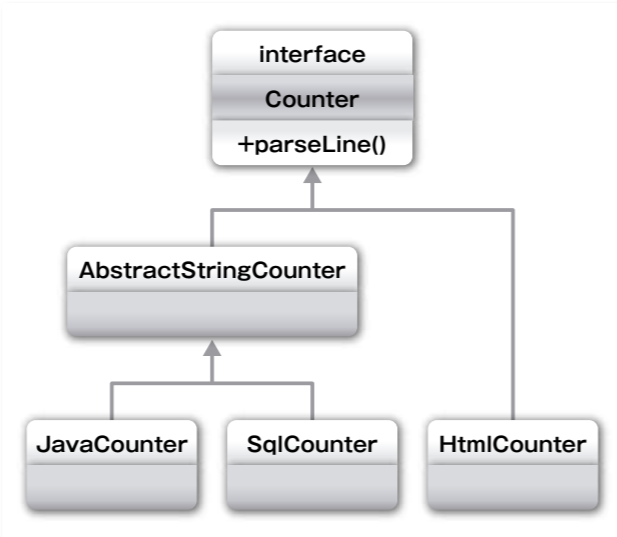 interface
Counter
+parseLine()
AbstractStringCounter
JavaCounter
SqlCounter
HtmlCounter